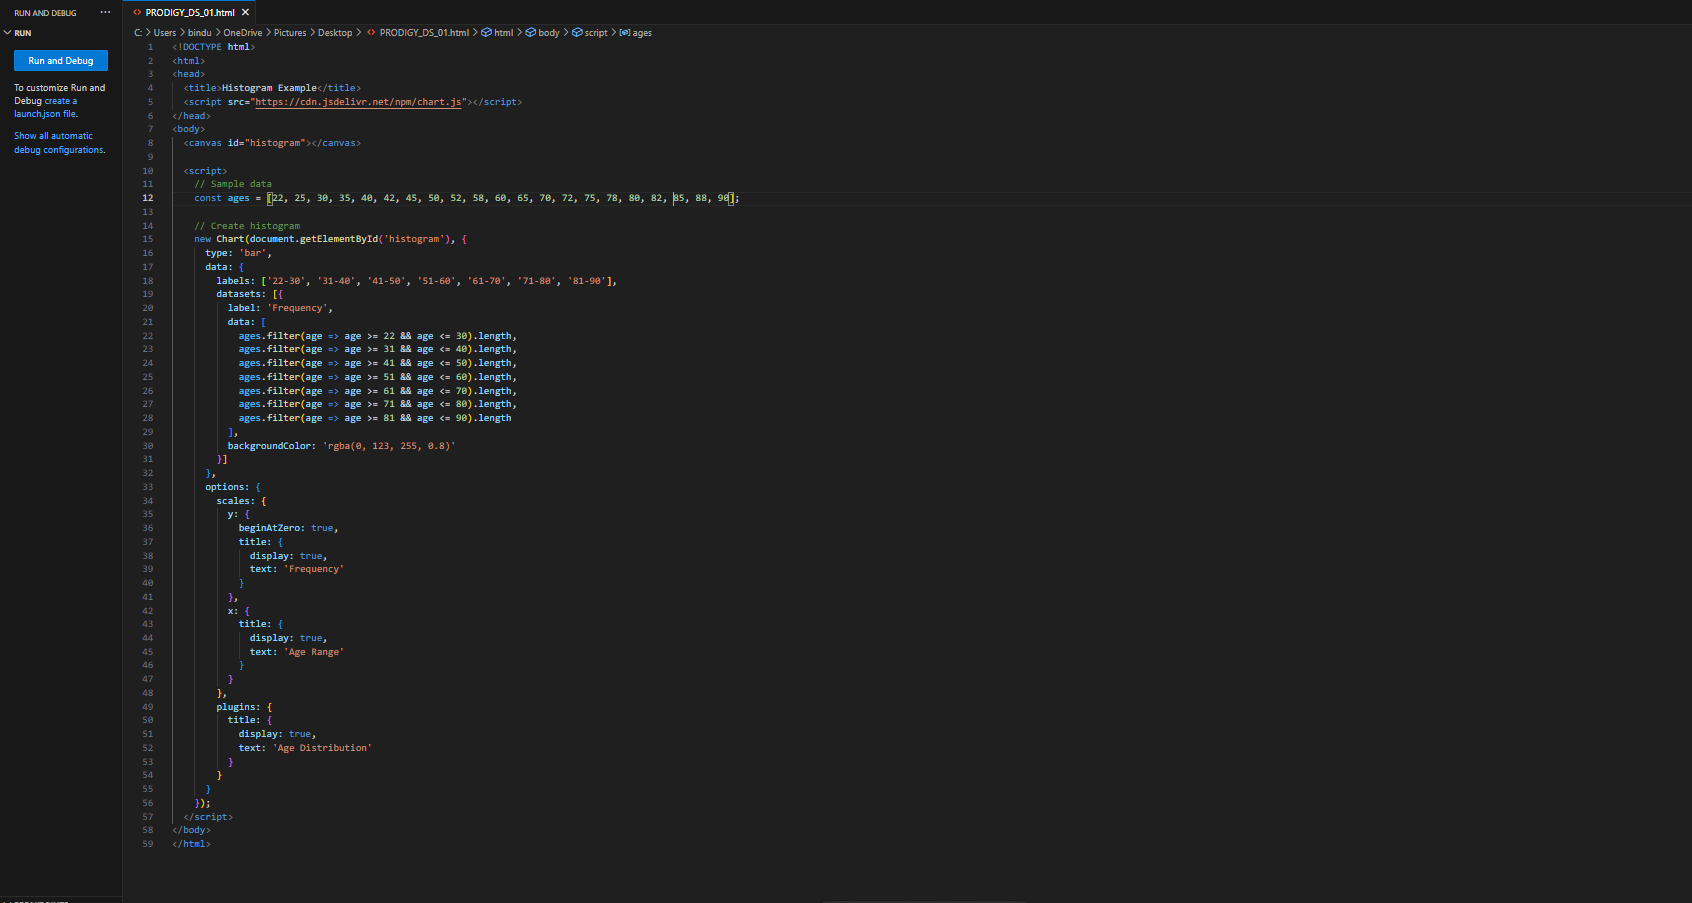 RUN AND DEBUG ···
RUN
Run and Debug
To customize Run and
Debug create a
launch.json file.
Show all automatic
debug configurations.
<> PRODIGY_DS_01.html ×
C: > Users > bindu > OneDrive > Pictures > Desktop > <> PRODIGY_DS_01.html > html > body > script > ages
1 <!DOCTYPE html>
2 <html>
3 <head>
4   <title>Histogram Example</title>
5   <script src="https://cdn.jsdelivr.net/npm/chart.js"></script>
6 </head>
7 <body>
8   <canvas id="histogram"></canvas>
9
10   <script>
11     // Sample data
12     const ages = [22, 25, 30, 35, 40, 42, 45, 50, 52, 58, 60, 65, 70, 72, 75, 78, 80, 82, 85, 88, 90];
13
14     // Create histogram
15     new Chart(document.getElementById('histogram'), {
16       type: 'bar',
17       data: {
18         labels: ['22-30', '31-40', '41-50', '51-60', '61-70', '71-80', '81-90'],
19         datasets: [{
20           label: 'Frequency',
21           data: [
22             ages.filter(age => age >= 22 && age <= 30).length,
23             ages.filter(age => age >= 31 && age <= 40).length,
24             ages.filter(age => age >= 41 && age <= 50).length,
25             ages.filter(age => age >= 51 && age <= 60).length,
26             ages.filter(age => age >= 61 && age <= 70).length,
27             ages.filter(age => age >= 71 && age <= 80).length,
28             ages.filter(age => age >= 81 && age <= 90).length
29           ],
30           backgroundColor: 'rgba(0, 123, 255, 0.8)'
31         }]
32       },
33       options: {
34         scales: {
35           y: {
36             beginAtZero: true,
37             title: {
38               display: true,
39               text: 'Frequency'
40             }
41           },
42           x: {
43             title: {
44               display: true,
45               text: 'Age Range'
46             }
47           }
48         },
49         plugins: {
50           title: {
51             display: true,
52             text: 'Age Distribution'
53           }
54         }
55       }
56     });
57   </script>
58 </body>
59 </html>